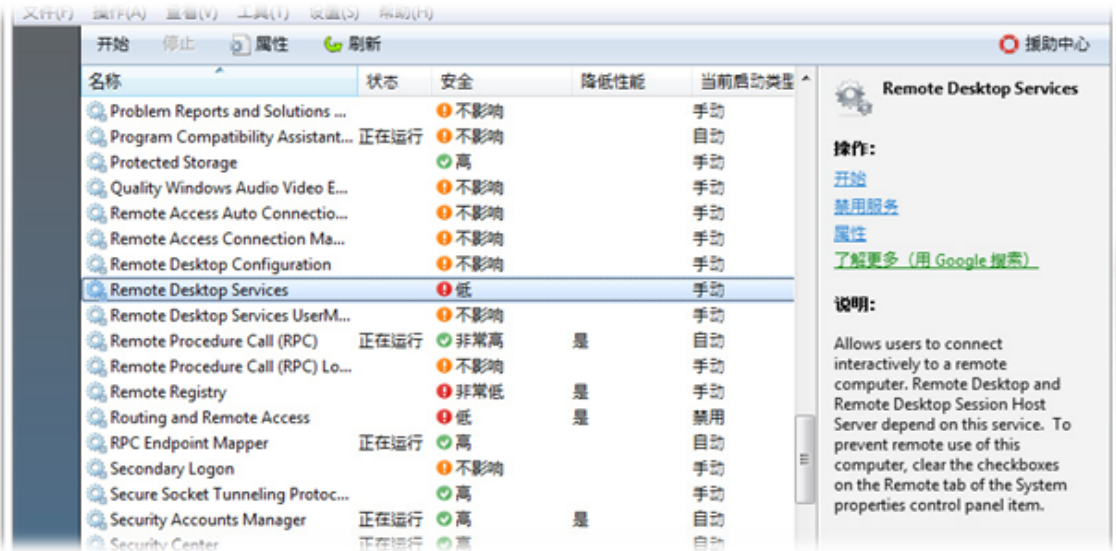 文件(F) 操作(A) 查看(V) 工具(T) 设置(S) 帮助(H)
开始 停止 属性 刷新 援助中心
名称 状态 安全 降低性能 当前启动类型
Problem Reports and Solutions ... 不影响 手动
Program Compatibility Assistant... 正在运行 不影响 自动
Protected Storage 高 手动
Quality Windows Audio Video E... 不影响 手动
Remote Access Auto Connectio... 不影响 手动
Remote Access Connection Ma... 不影响 手动
Remote Desktop Configuration 不影响 手动
Remote Desktop Services 低 手动
Remote Desktop Services UserM... 不影响 手动
Remote Procedure Call (RPC) 正在运行 非常高 是 自动
Remote Procedure Call (RPC) Lo... 不影响 手动
Remote Registry 非常低 是 手动
Routing and Remote Access 低 是 禁用
RPC Endpoint Mapper 正在运行 高 自动
Secondary Logon 不影响 手动
Secure Socket Tunneling Protoc... 高 手动
Security Accounts Manager 正在运行 高 是 自动
Security Center 正在运行 高 自动
Remote Desktop Services
操作:
开始
禁用服务
属性
了解更多（用 Google 搜索）
说明:
Allows users to connect
interactively to a remote
computer. Remote Desktop and
Remote Desktop Session Host
Server depend on this service. To
prevent remote use of this
computer, clear the checkboxes
on the Remote tab of the System
properties control panel item.